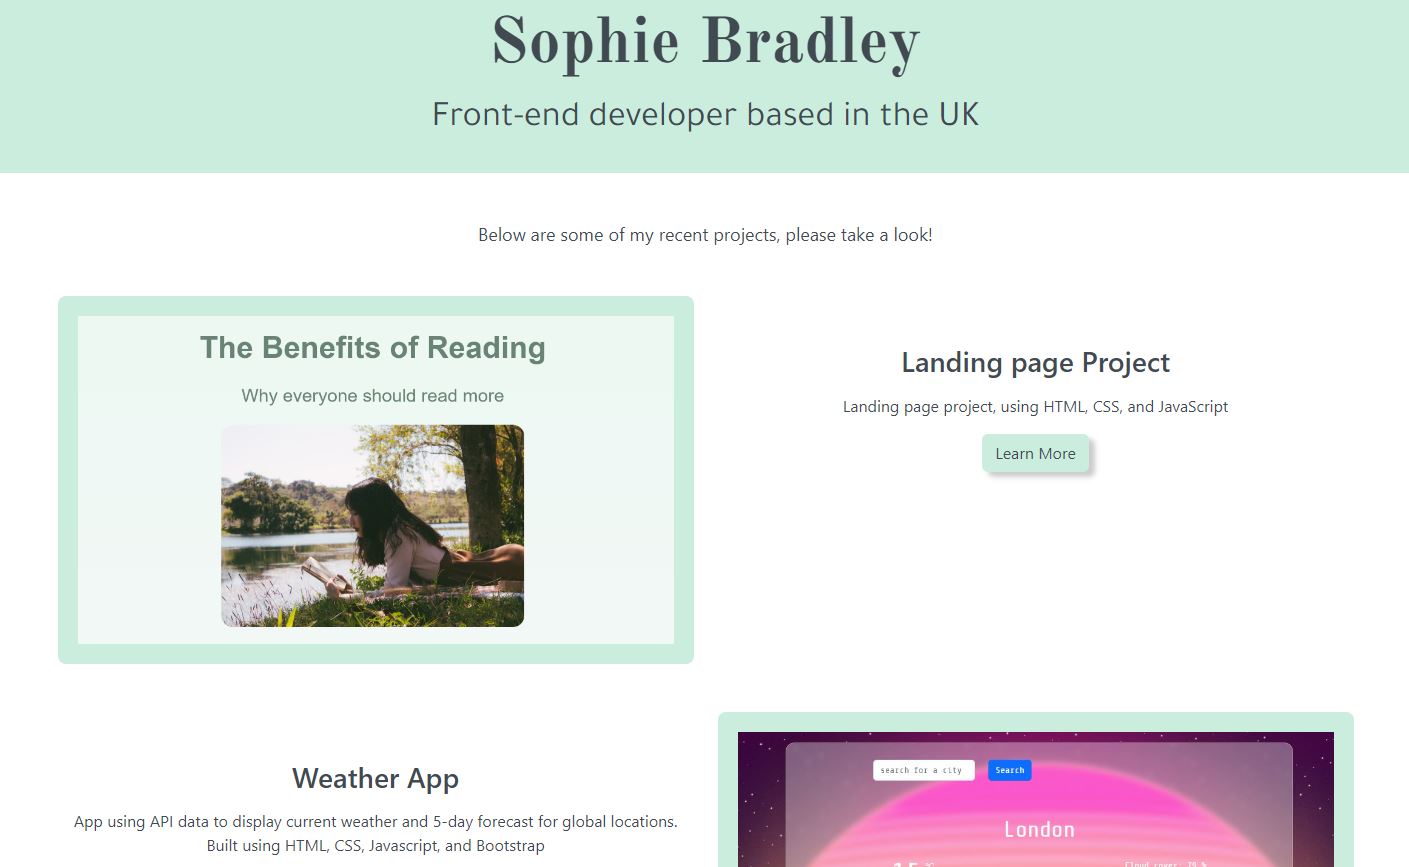 Sophie Bradley
Front-end developer based in the UK
Below are some of my recent projects, please take a look!
The Benefits of Reading
Why everyone should read more
Landing page Project
Landing page project, using HTML, CSS, and JavaScript
Learn More
Weather App
App using API data to display current weather and 5-day forecast for global locations.
Built using HTML, CSS, Javascript, and Bootstrap
search for a city
Search
London